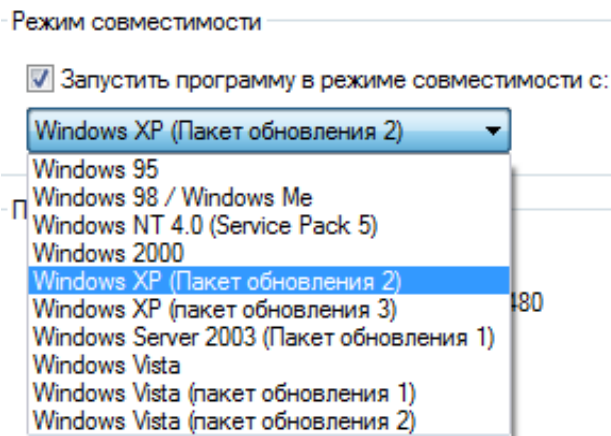 Режим совместимости
Запустить программу в режиме совместимости с:
Windows XP (Пакет обновления 2)
Windows 95
Windows 98 / Windows Me
Windows NT 4.0 (Service Pack 5)
Windows 2000
Windows XP (Пакет обновления 2)
Windows XP (пакет обновления 3)
Windows Server 2003 (Пакет обновления 1)
Windows Vista
Windows Vista (пакет обновления 1)
Windows Vista (пакет обновления 2)
П
480